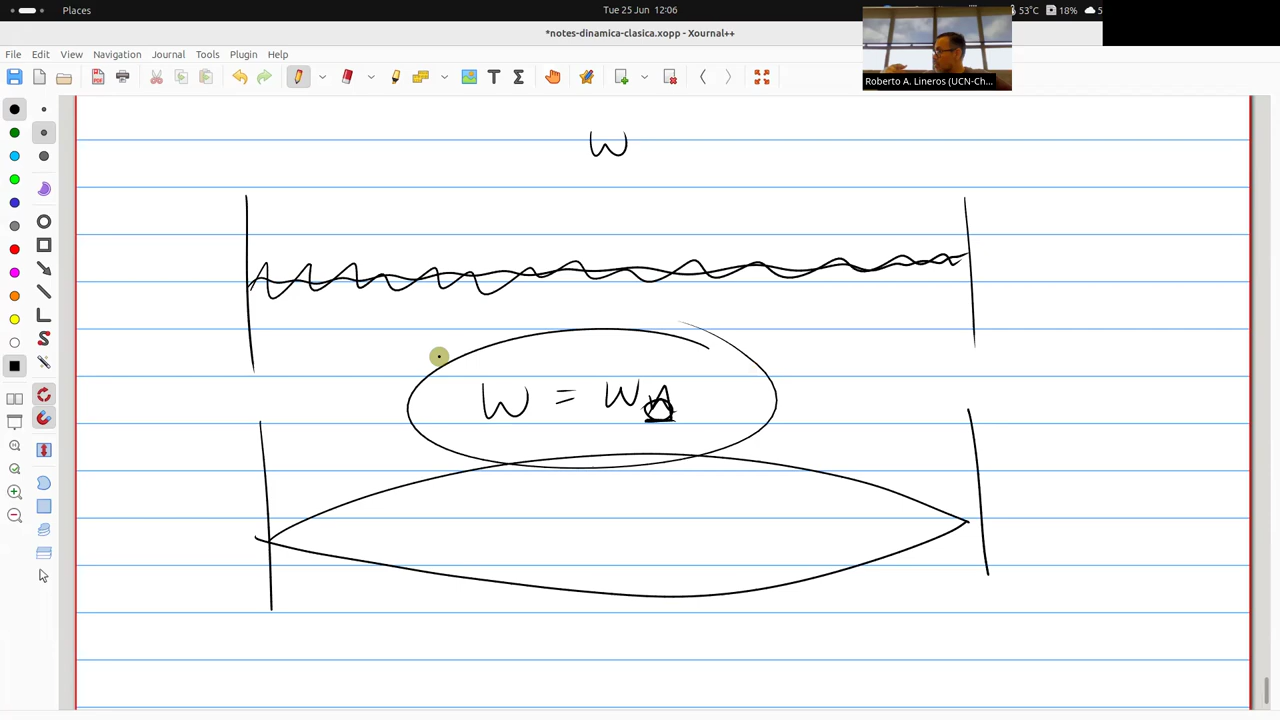 Places
Tue 25 Jun 12:06
53°C
18%
*notes-dinamica-clasica.xopp - Xournal++
File Edit View Navigation Journal Tools Plugin Help
Roberto A. Lineros (UCN-Ch...
ω
ω = ω